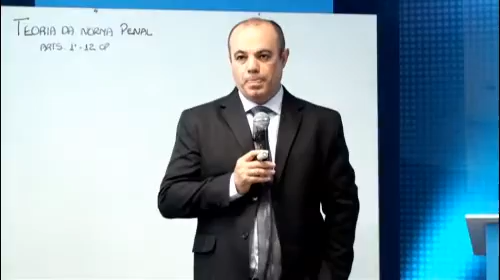 TEORIA DA NORMA PENAL
ARTS. 1º - 12 CP